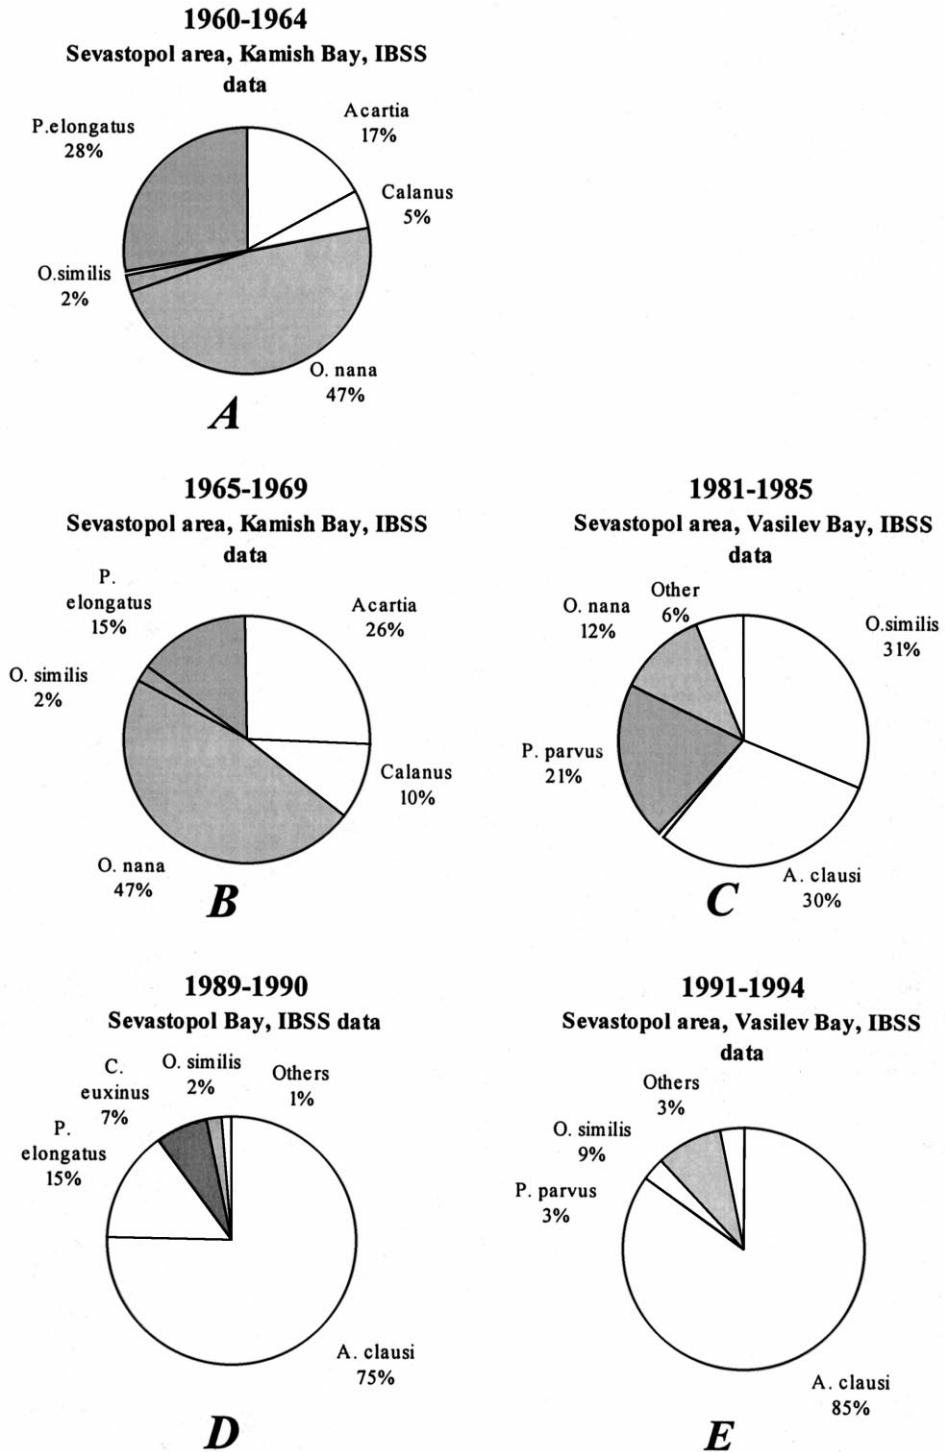 1960-1964
Sevastopol area, Kamish Bay, IBSS
data
P.elongatus
28%
Acartia
17%
Calanus
5%
O.similis
2%
O. nana
47%
A
1965-1969
Sevastopol area, Kamish Bay, IBSS
data
P.
elongatus
15%
Acartia
26%
O. similis
2%
Calanus
10%
O. nana
47%
B
1981-1985
Sevastopol area, Vasilev Bay, IBSS
data
O. nana
12%
Other
6%
O.similis
31%
P. parvus
21%
A. clausi
30%
C
1989-1990
Sevastopol Bay, IBSS data
C.
euxinus
7%
O. similis
2%
Others
1%
P.
elongatus
15%
A. clausi
75%
D
1991-1994
Sevastopol area, Vasilev Bay, IBSS
data
Others
3%
O. similis
9%
P. parvus
3%
A. clausi
85%
E